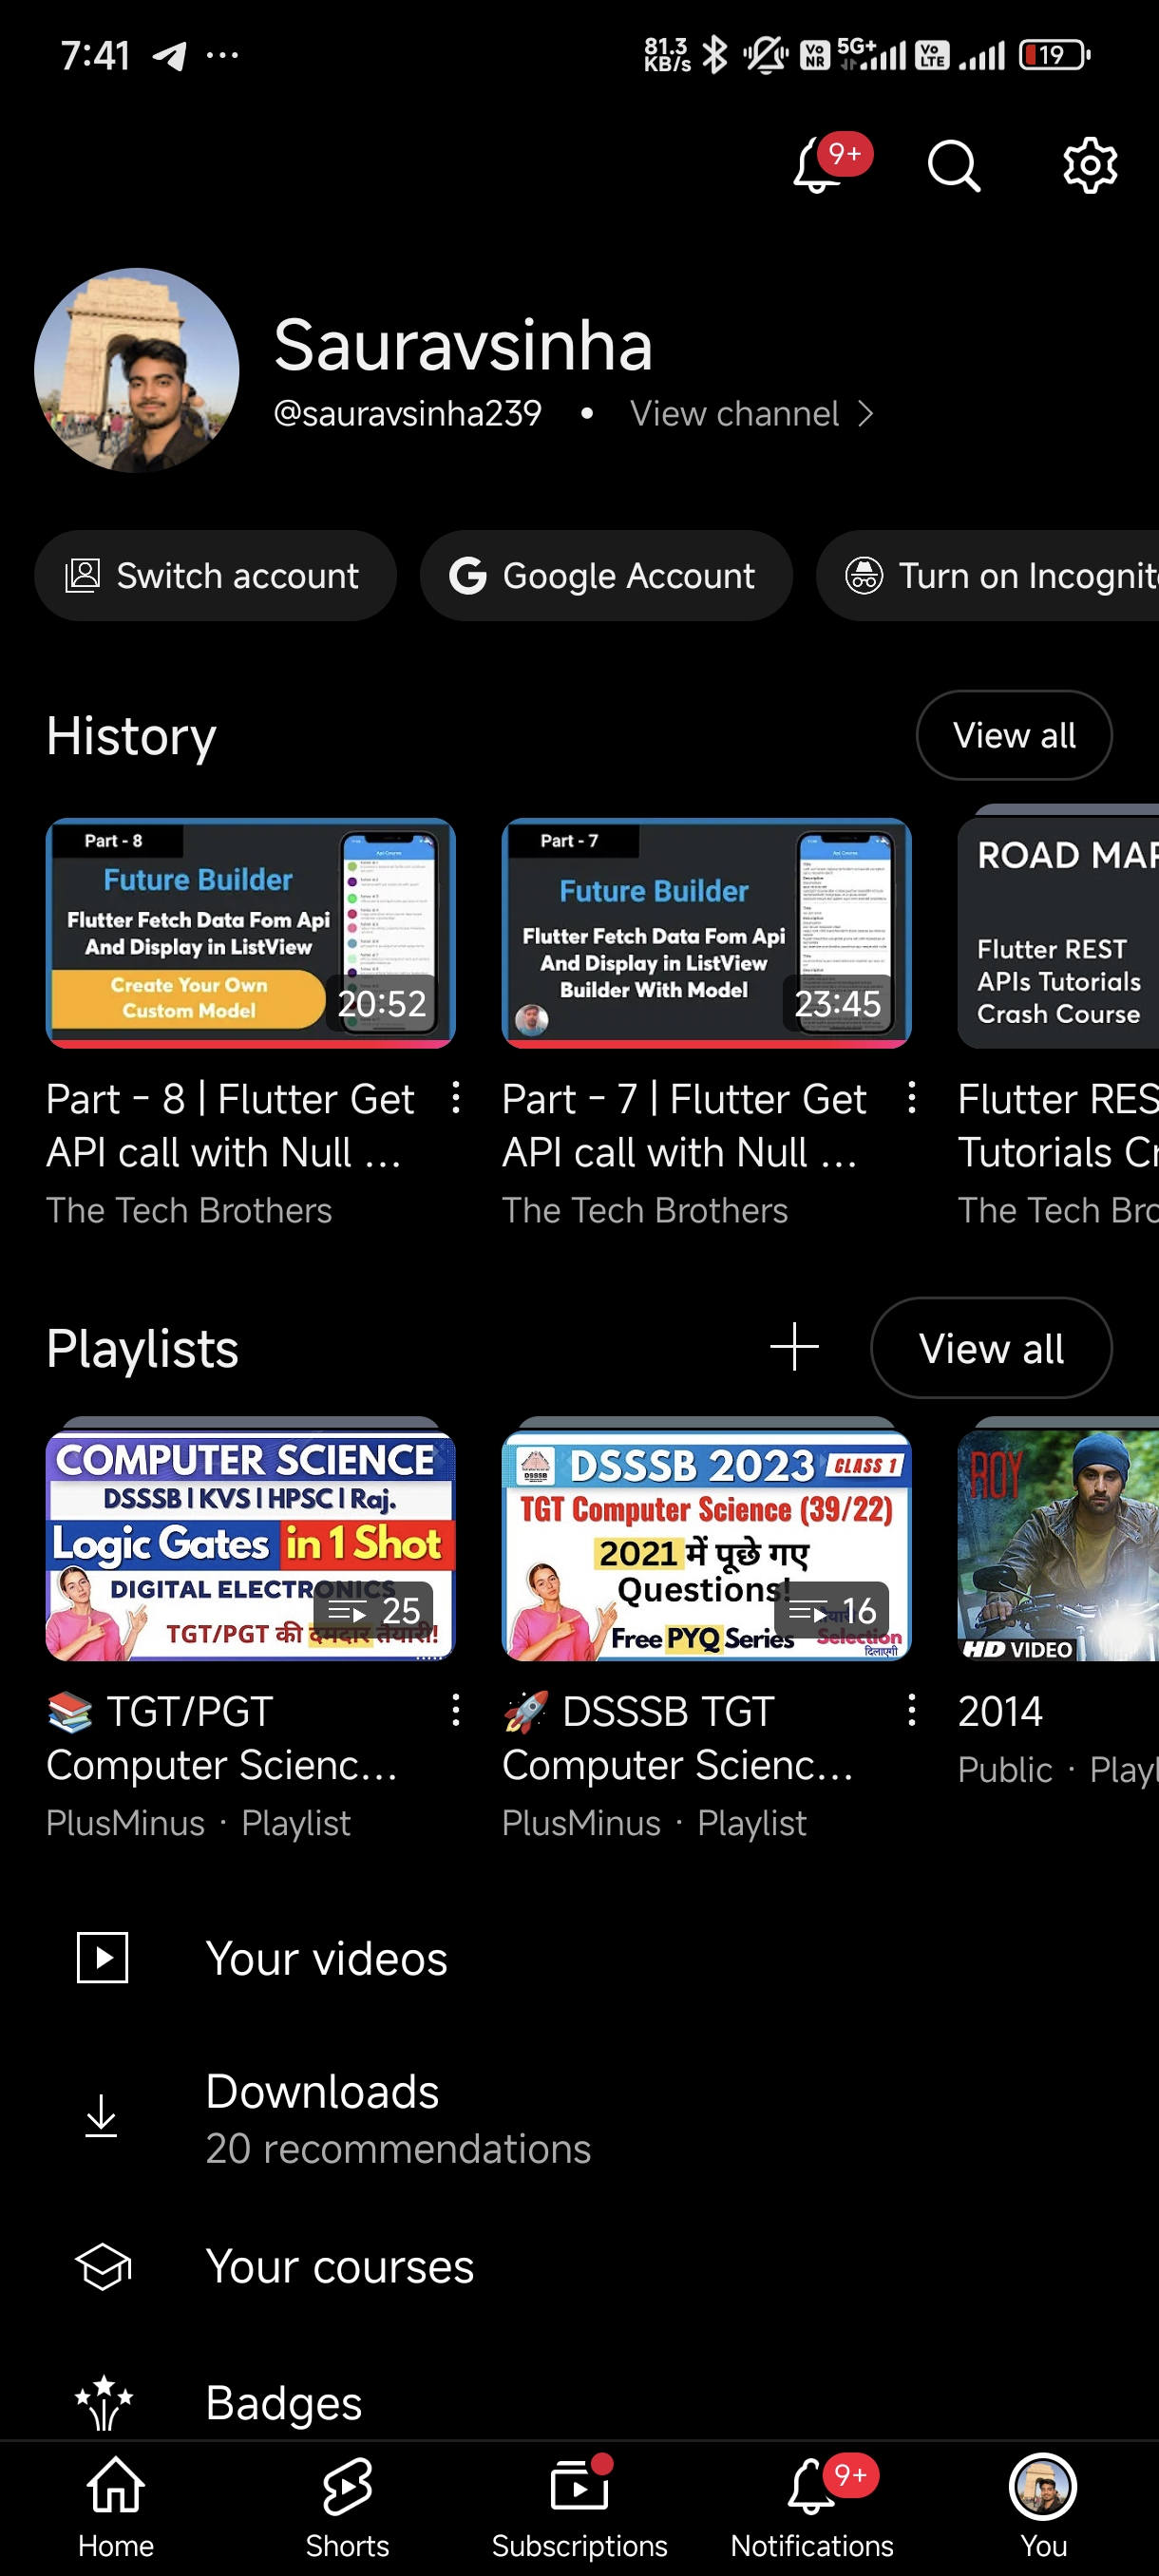 7:41
81.3
KB/s
Vo
NR
5G+
Vo
LTE
19
9+
Sauravsinha
@sauravsinha239 • View channel
Switch account
Google Account
Turn on Incognito
History
View all
Part - 8
Future Builder
Flutter Fetch Data Fom Api
And Display in ListView
Create Your Own
Custom Model
20:52
Part - 7
Future Builder
Flutter Fetch Data Fom Api
And Display in ListView
Builder With Model
23:45
ROAD MAP
Flutter REST
APIs Tutorials
Crash Course
Part - 8 | Flutter Get
API call with Null ...
The Tech Brothers
Part - 7 | Flutter Get
API call with Null ...
The Tech Brothers
Flutter RES
Tutorials Cr
The Tech Bro
Playlists
View all
COMPUTER SCIENCE
DSSSB | KVS | HPSC | Raj.
Logic Gates in 1 Shot
DIGITAL ELECTRONICS
25
TGT/PGT की दमदार तैयारी!
DSSSB
DSSSB 2023 CLASS 1
TGT Computer Science (39/22)
2021 में पूछे गए
Questions!
16
Free PYQ Series
Selection
दिलाएगी
ROY
HD VIDEO
📚 TGT/PGT
Computer Scienc...
PlusMinus · Playlist
🚀 DSSSB TGT
Computer Scienc...
PlusMinus · Playlist
2014
Public · Playl
Your videos
Downloads
20 recommendations
Your courses
Badges
Home
Shorts
Subscriptions
9+
Notifications
You